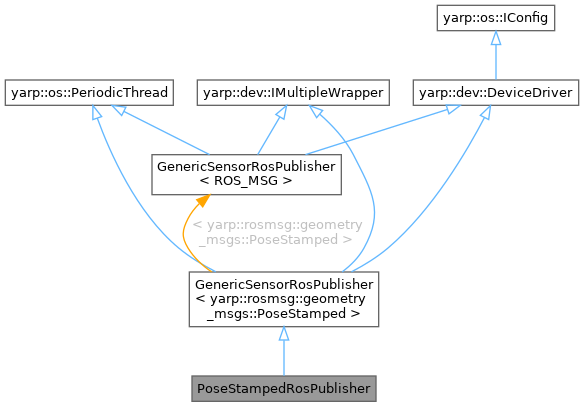 yarp::os::IConfig
yarp::os::PeriodicThread
yarp::dev::IMultipleWrapper
yarp::dev::DeviceDriver
GenericSensorRosPublisher
< ROS_MSG >
< yarp::rosmsg::geometry
_msgs::PoseStamped >
GenericSensorRosPublisher
< yarp::rosmsg::geometry
_msgs::PoseStamped >
PoseStampedRosPublisher